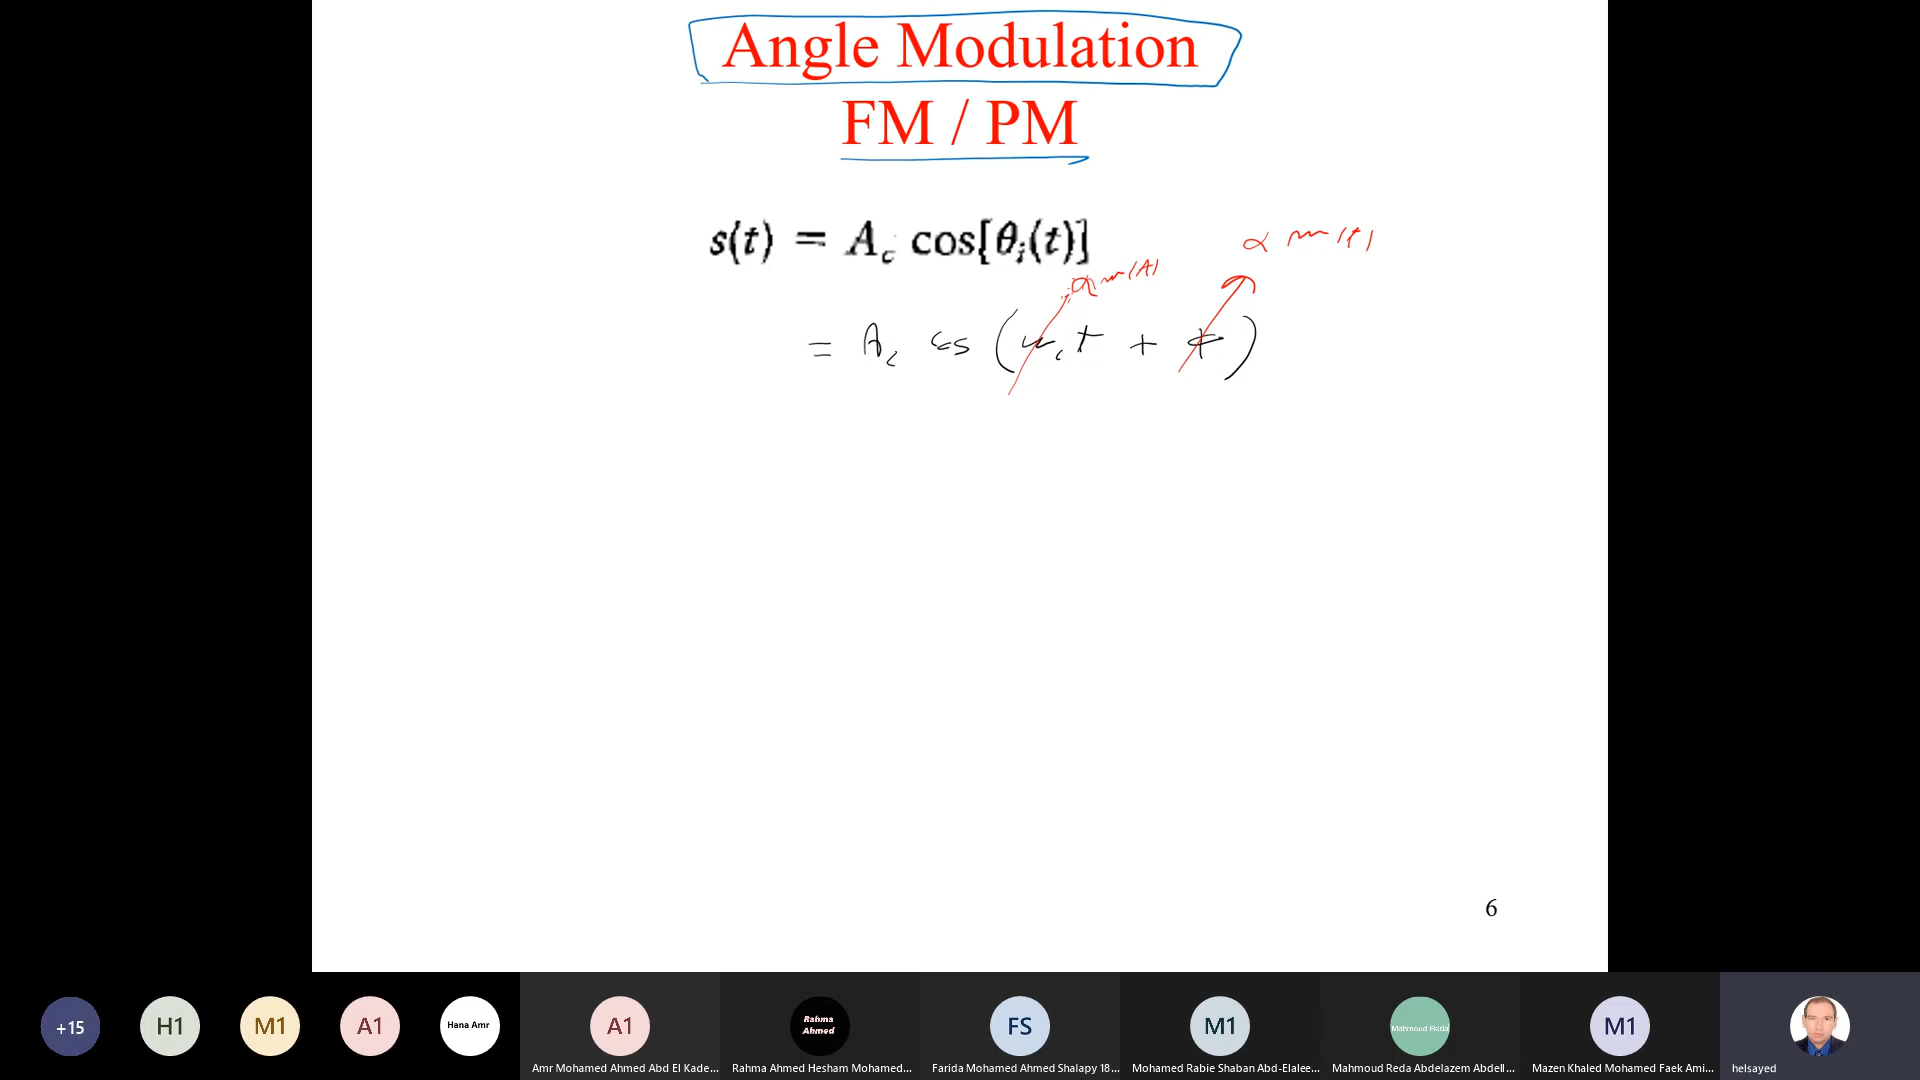 Angle Modulation
FM / PM
s(t) = A_c cos[θ_i(t)]
α m(t)
α m(t)
= A_c cos (ω_c t + φ)
6
+15
H1
M1
A1
Hana Amr
A1
Rahma Ahmed
FS
M1
Mahmoud Reda
M1
Amr Mohamed Ahmed Abd El Kade...
Rahma Ahmed Hesham Mohamed...
Farida Mohamed Ahmed Shalapy 18...
Mohamed Rabie Shaban Abd-Elalee...
Mahmoud Reda Abdelazem Abdell...
Mazen Khaled Mohamed Faek Ami...
helsayed